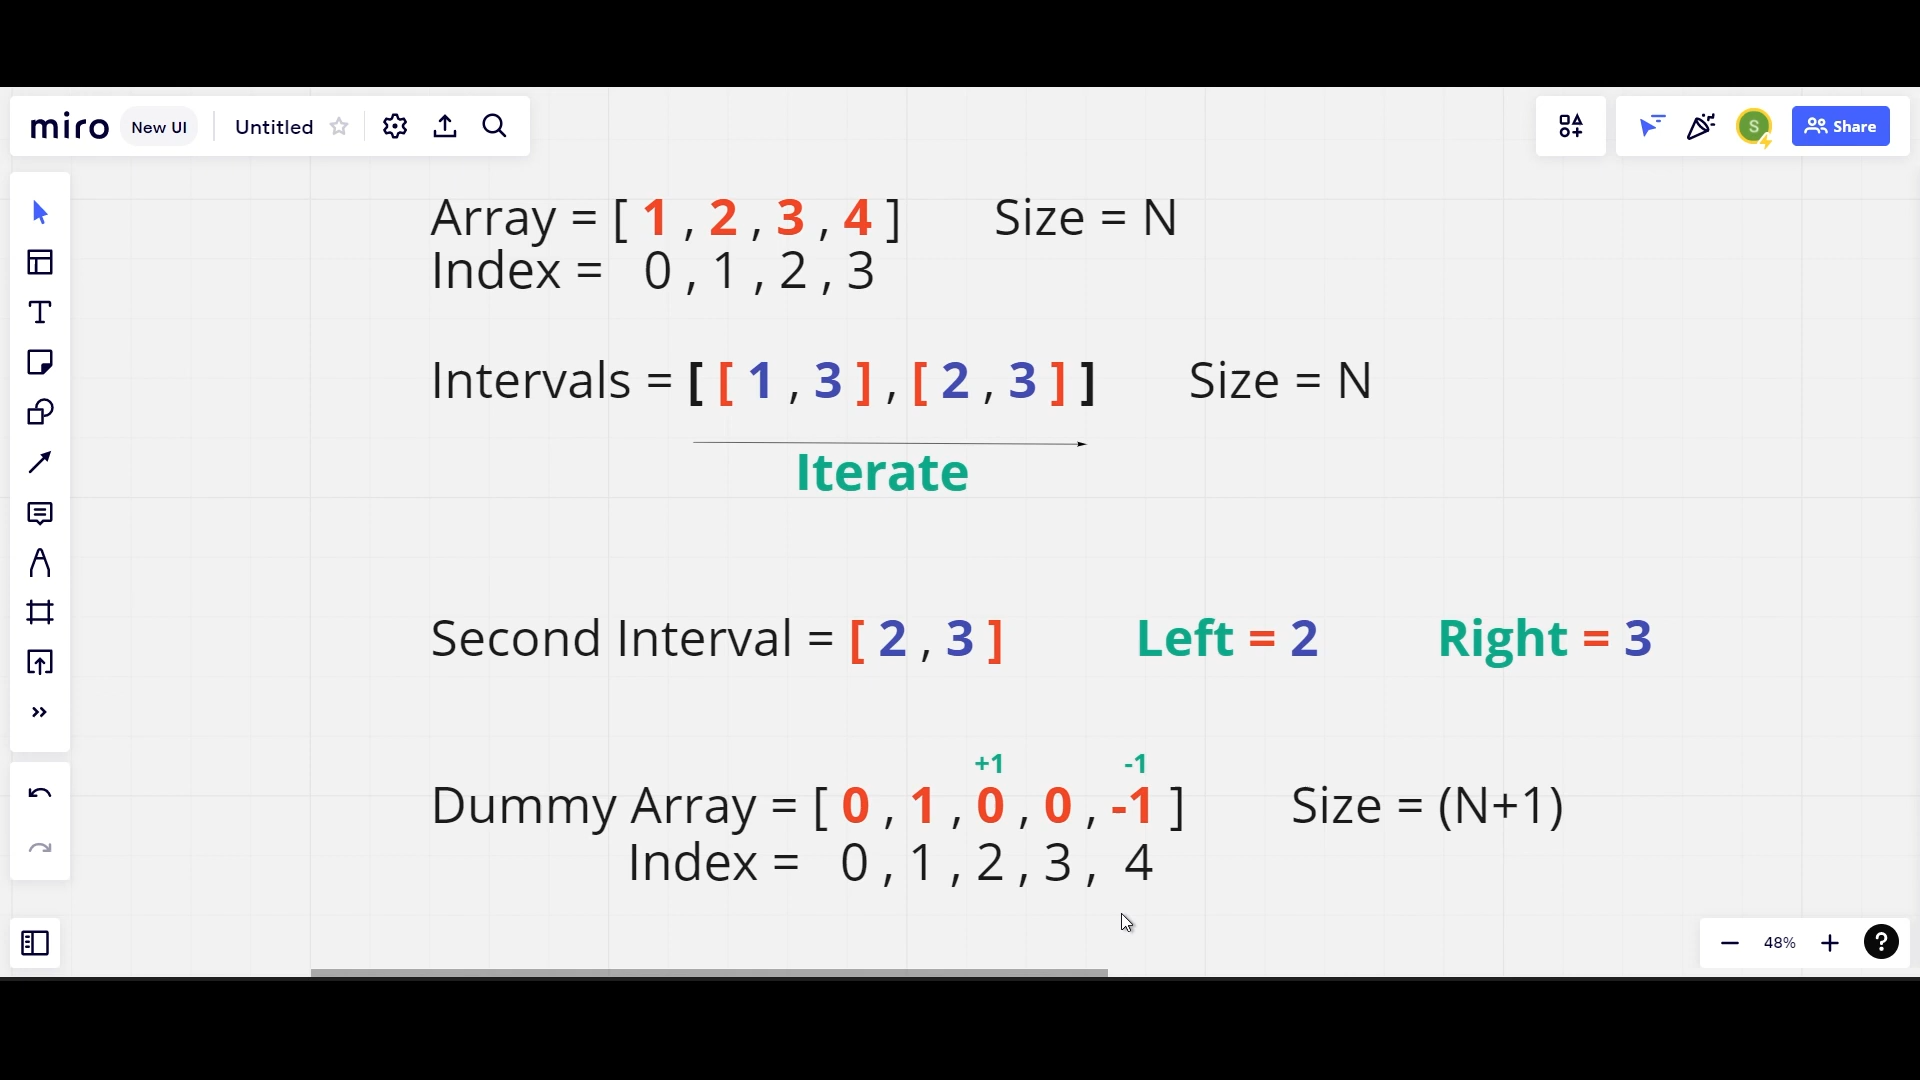 miro New UI Untitled S Share
Array = [ 1 , 2 , 3 , 4 ] Size = N
Index = 0 , 1 , 2 , 3
Intervals = [ [ 1 , 3 ] , [ 2 , 3 ] ] Size = N
Iterate
Second Interval = [ 2 , 3 ] Left = 2 Right = 3
+1 -1
Dummy Array = [ 0 , 1 , 0 , 0 , -1 ] Size = (N+1)
Index = 0 , 1 , 2 , 3 , 4
48% ?